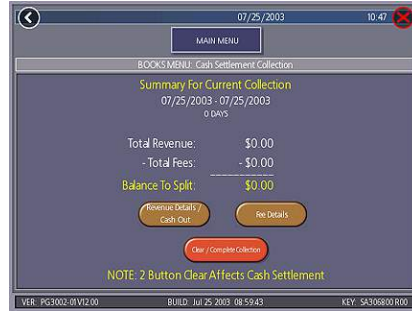 07/25/2003 10:47
MAIN MENU
BOOKS MENU: Cash Settlement Collection
Summary For Current Collection
07/25/2003 - 07/25/2003
0 DAYS
Total Revenue: $0.00
- Total Fees: - $0.00
Balance To Split: $0.00
Revenue Details / Cash Out
Fee Details
Clear / Complete Collection
NOTE: 2 Button Clear Affects Cash Settlement
VER: PG3002-01V12.00 BUILD: Jul 25 2003 08:59:43 KEY: SA306800 R00